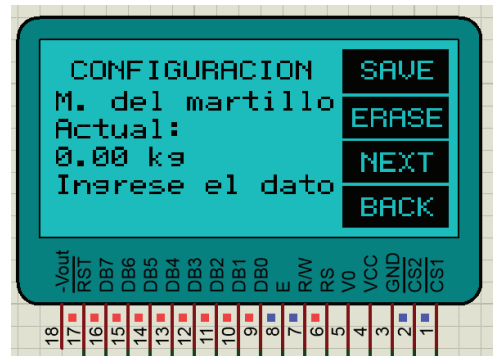 CONFIGURACION
M. del martillo
Actual:
0.00 kg
Ingrese el dato
SAVE
ERASE
NEXT
BACK
-Vout
RST
DB7
DB6
DB5
DB4
DB3
DB2
DB1
DB0
E
R/W
RS
V0
VCC
GND
CS2
CS1
18
17
16
15
14
13
12
11
10
9
8
7
6
5
4
3
2
1